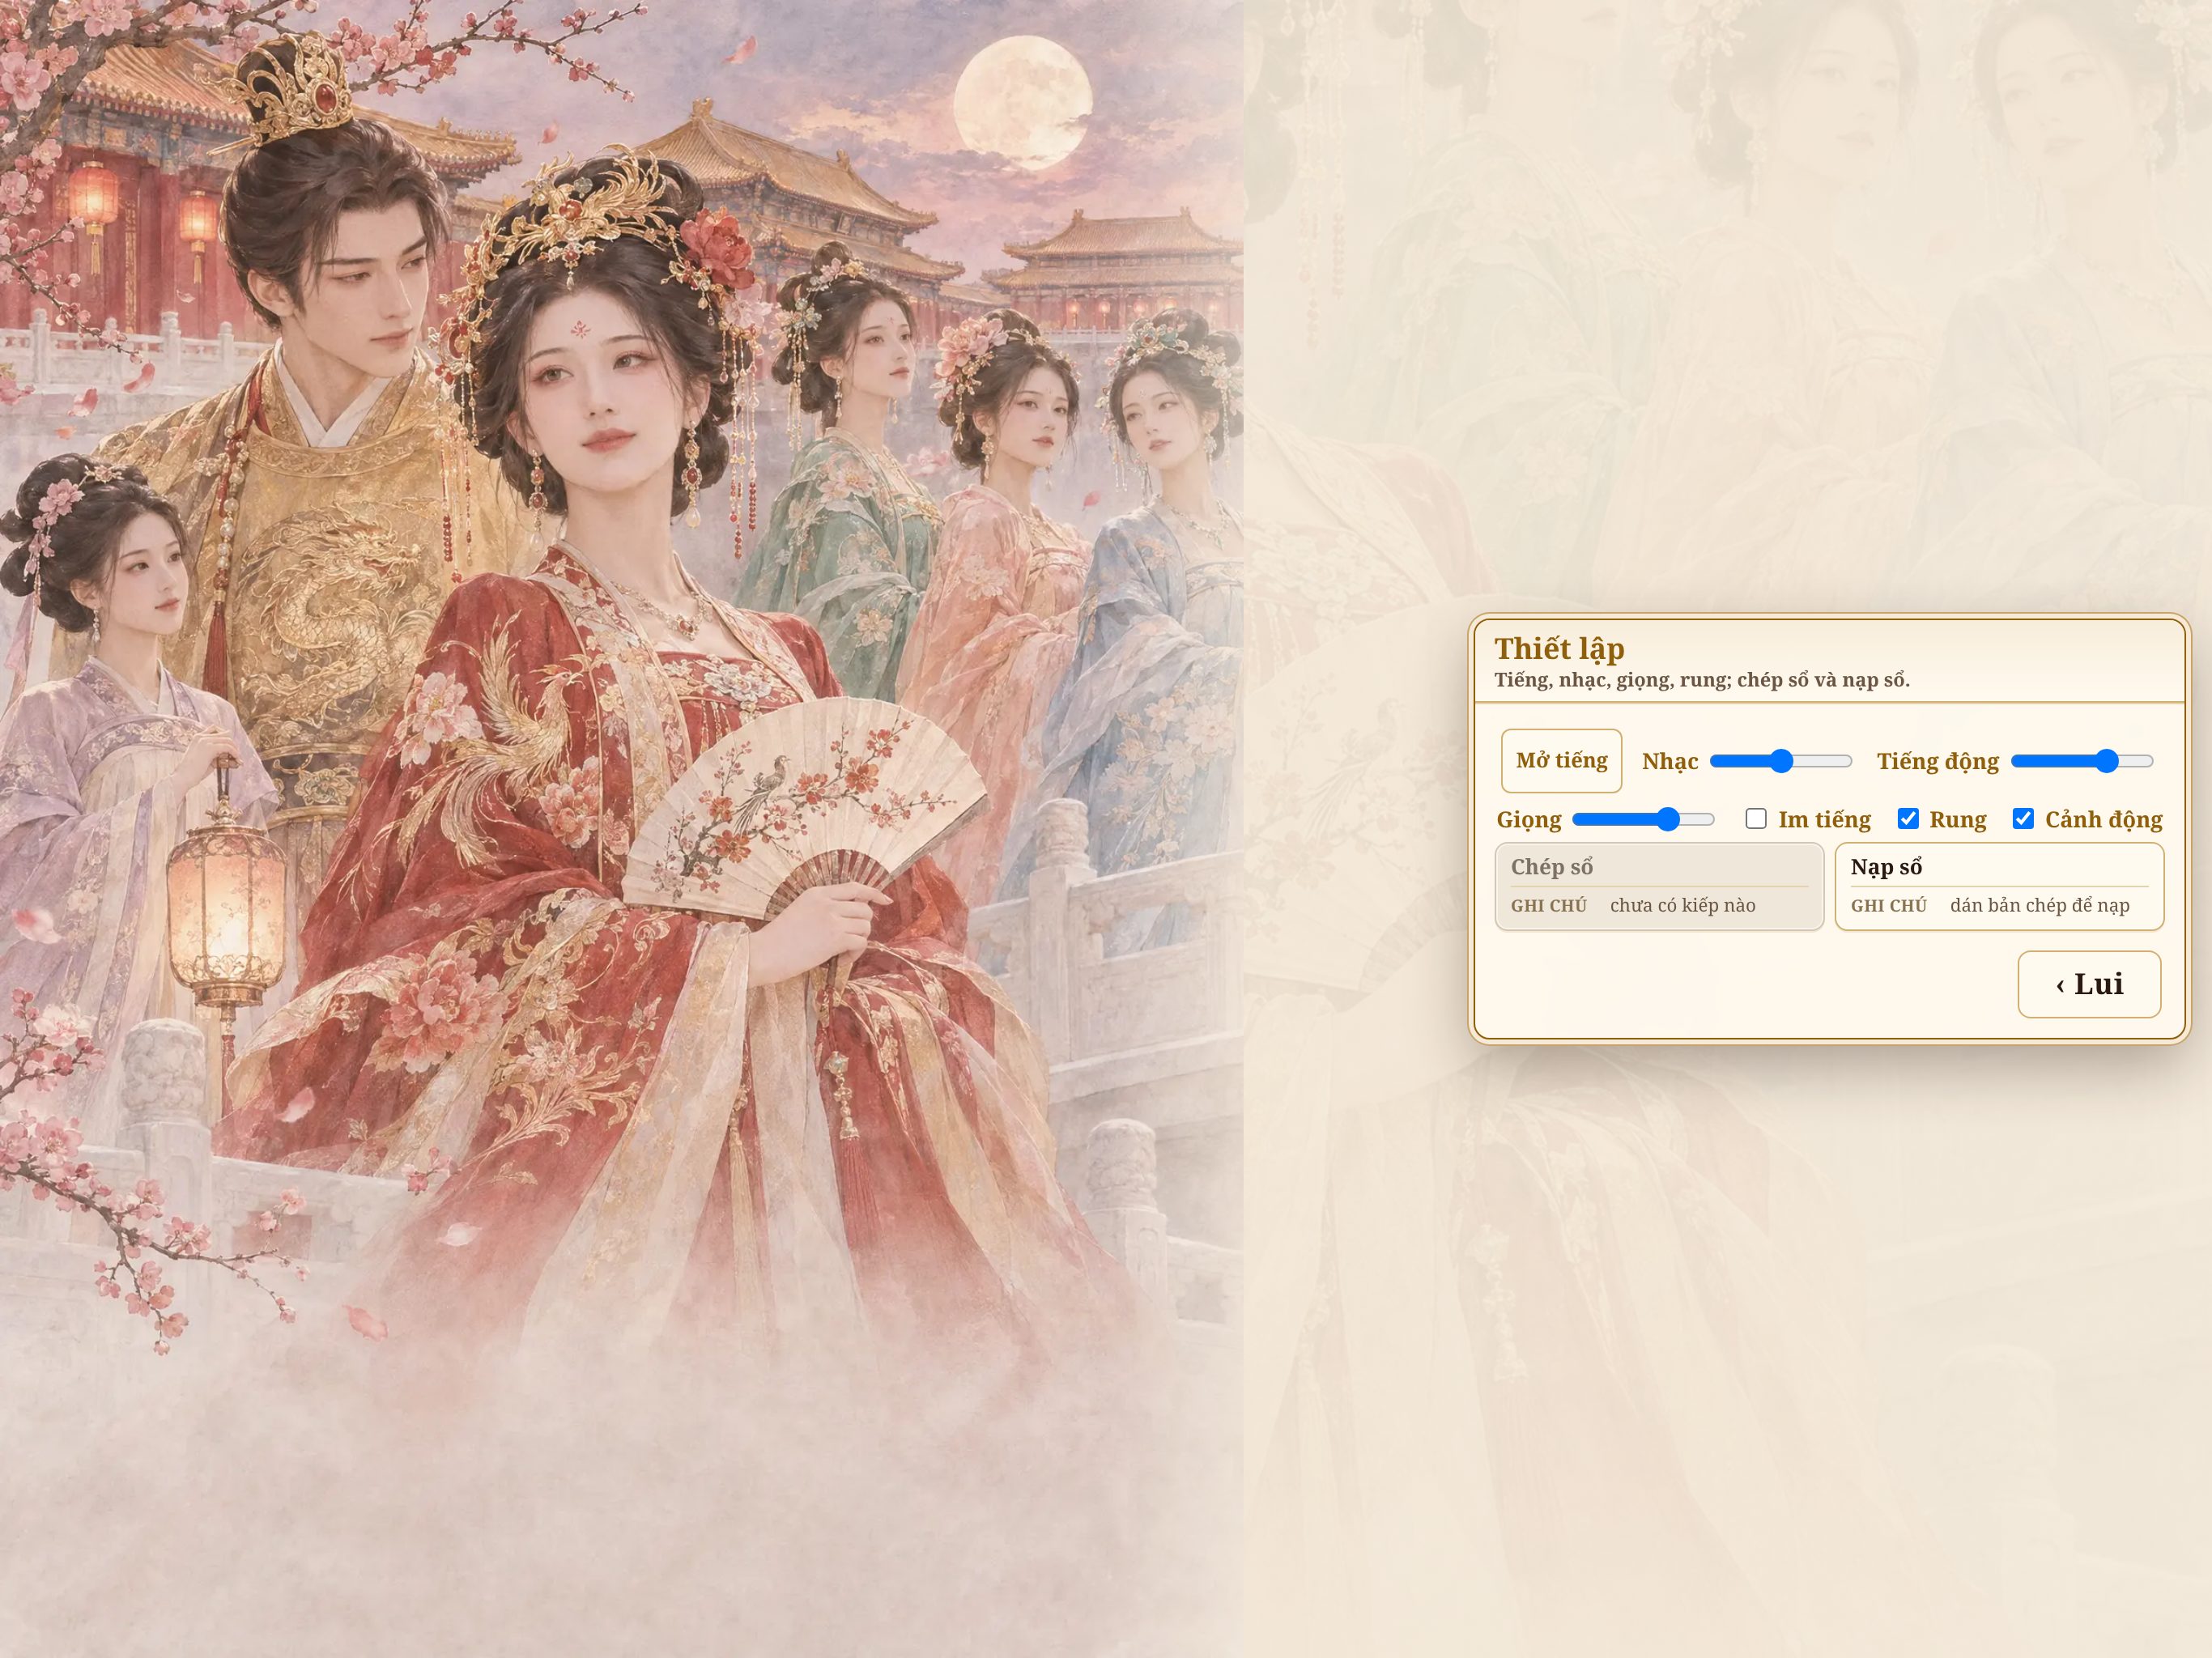 Thiết lập
Tiếng, nhạc, giọng, rung; chép sổ và nạp sổ.
Mở tiếng Nhạc Tiếng động
Giọng Im tiếng Rung Cảnh động
Chép sổ
GHI CHÚ chưa có kiếp nào
Nạp sổ
GHI CHÚ dán bản chép để nạp
‹ Lui